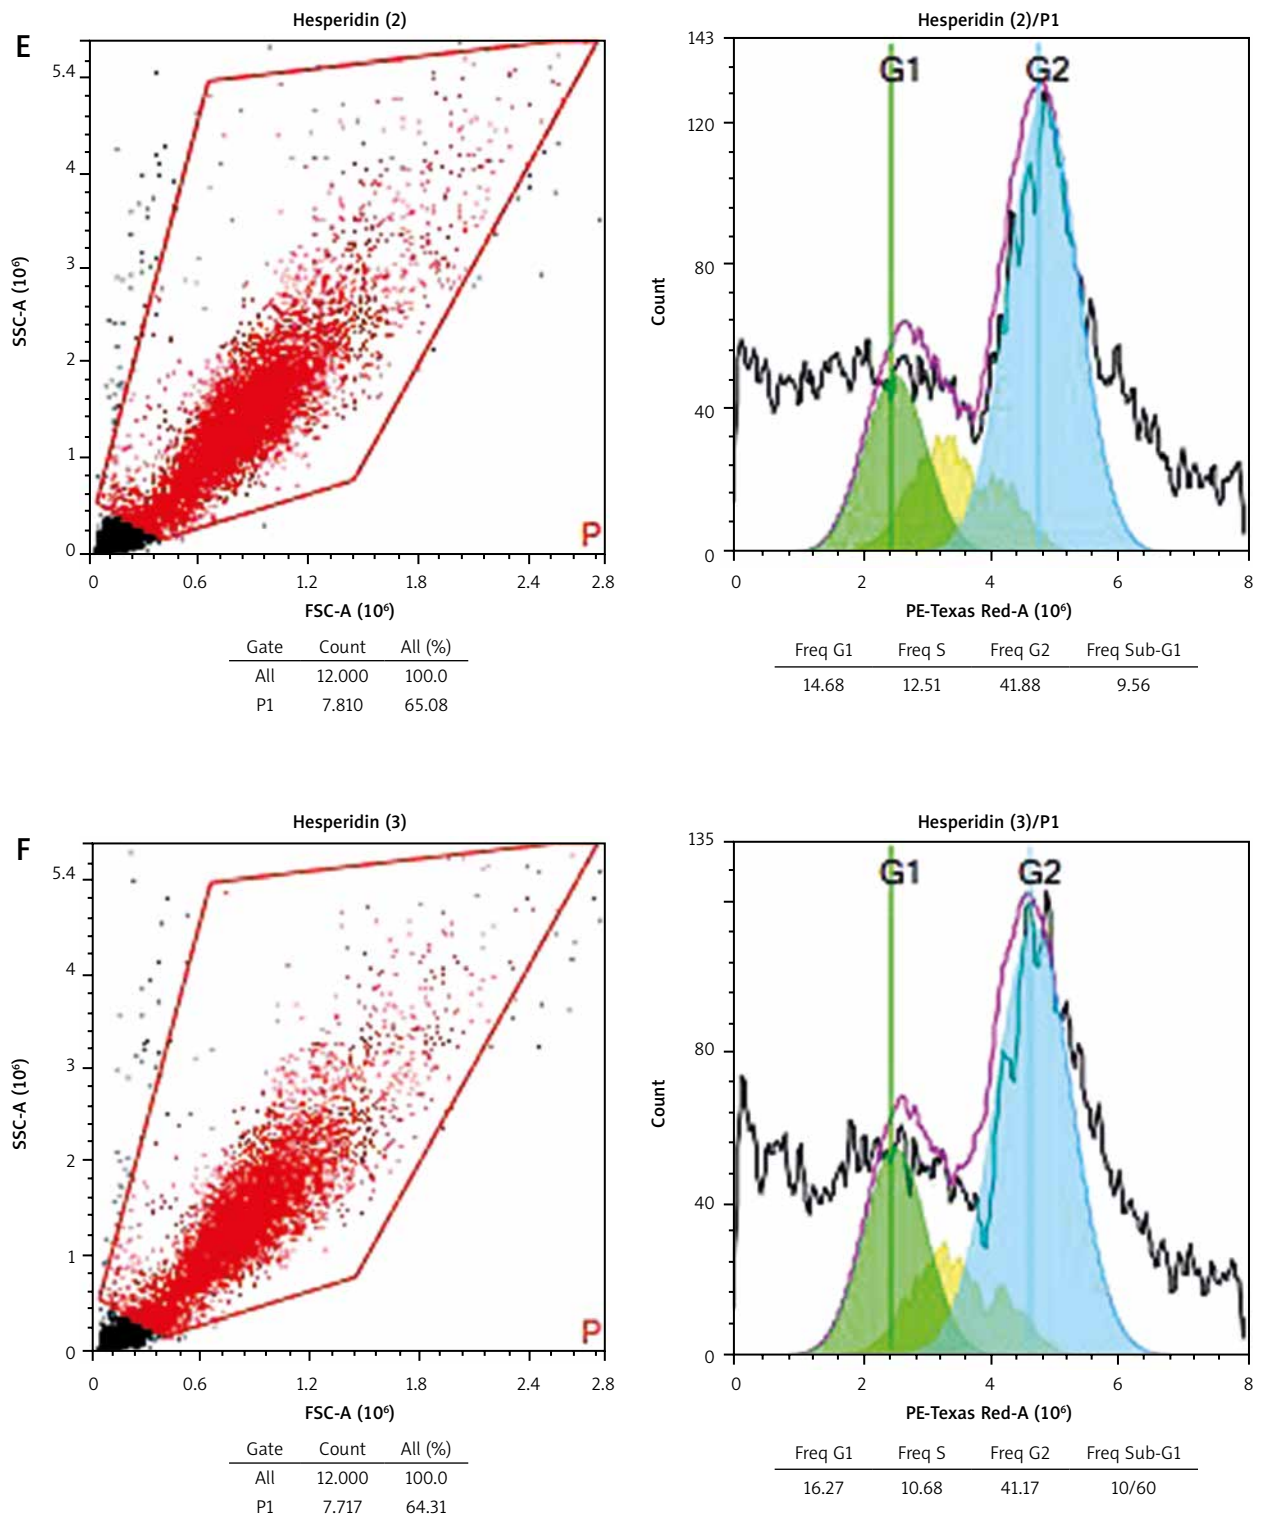 E
Hesperidin (2)
SSC-A (10⁶)
5.4
4
3
2
1
0
P
0 0.6 1.2 1.8 2.4 2.8
FSC-A (10⁶)
Gate Count All (%)
All 12.000 100.0
P1 7.810 65.08
Hesperidin (2)/P1
Count
143
120
80
40
0
G1 G2
0 2 4 6 8
PE-Texas Red-A (10⁶)
Freq G1 Freq S Freq G2 Freq Sub-G1
14.68 12.51 41.88 9.56
F
Hesperidin (3)
SSC-A (10⁶)
5.4
4
3
2
1
0
P
0 0.6 1.2 1.8 2.4 2.8
FSC-A (10⁶)
Gate Count All (%)
All 12.000 100.0
P1 7.717 64.31
Hesperidin (3)/P1
Count
135
80
40
0
G1 G2
0 2 4 6 8
PE-Texas Red-A (10⁶)
Freq G1 Freq S Freq G2 Freq Sub-G1
16.27 10.68 41.17 10/60